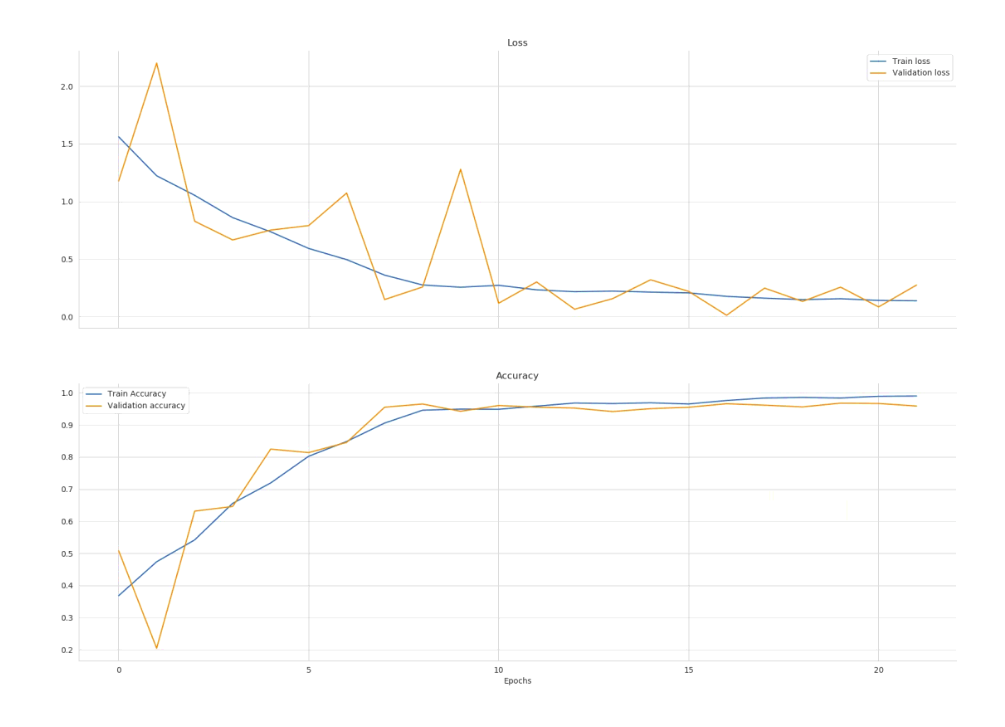 Loss
Train loss
Validation loss
2.0
1.5
1.0
0.5
0.0
Accuracy
Train Accuracy
Validation accuracy
1.0
0.9
0.8
0.7
0.6
0.5
0.4
0.3
0.2
0 5 10 15 20
Epochs